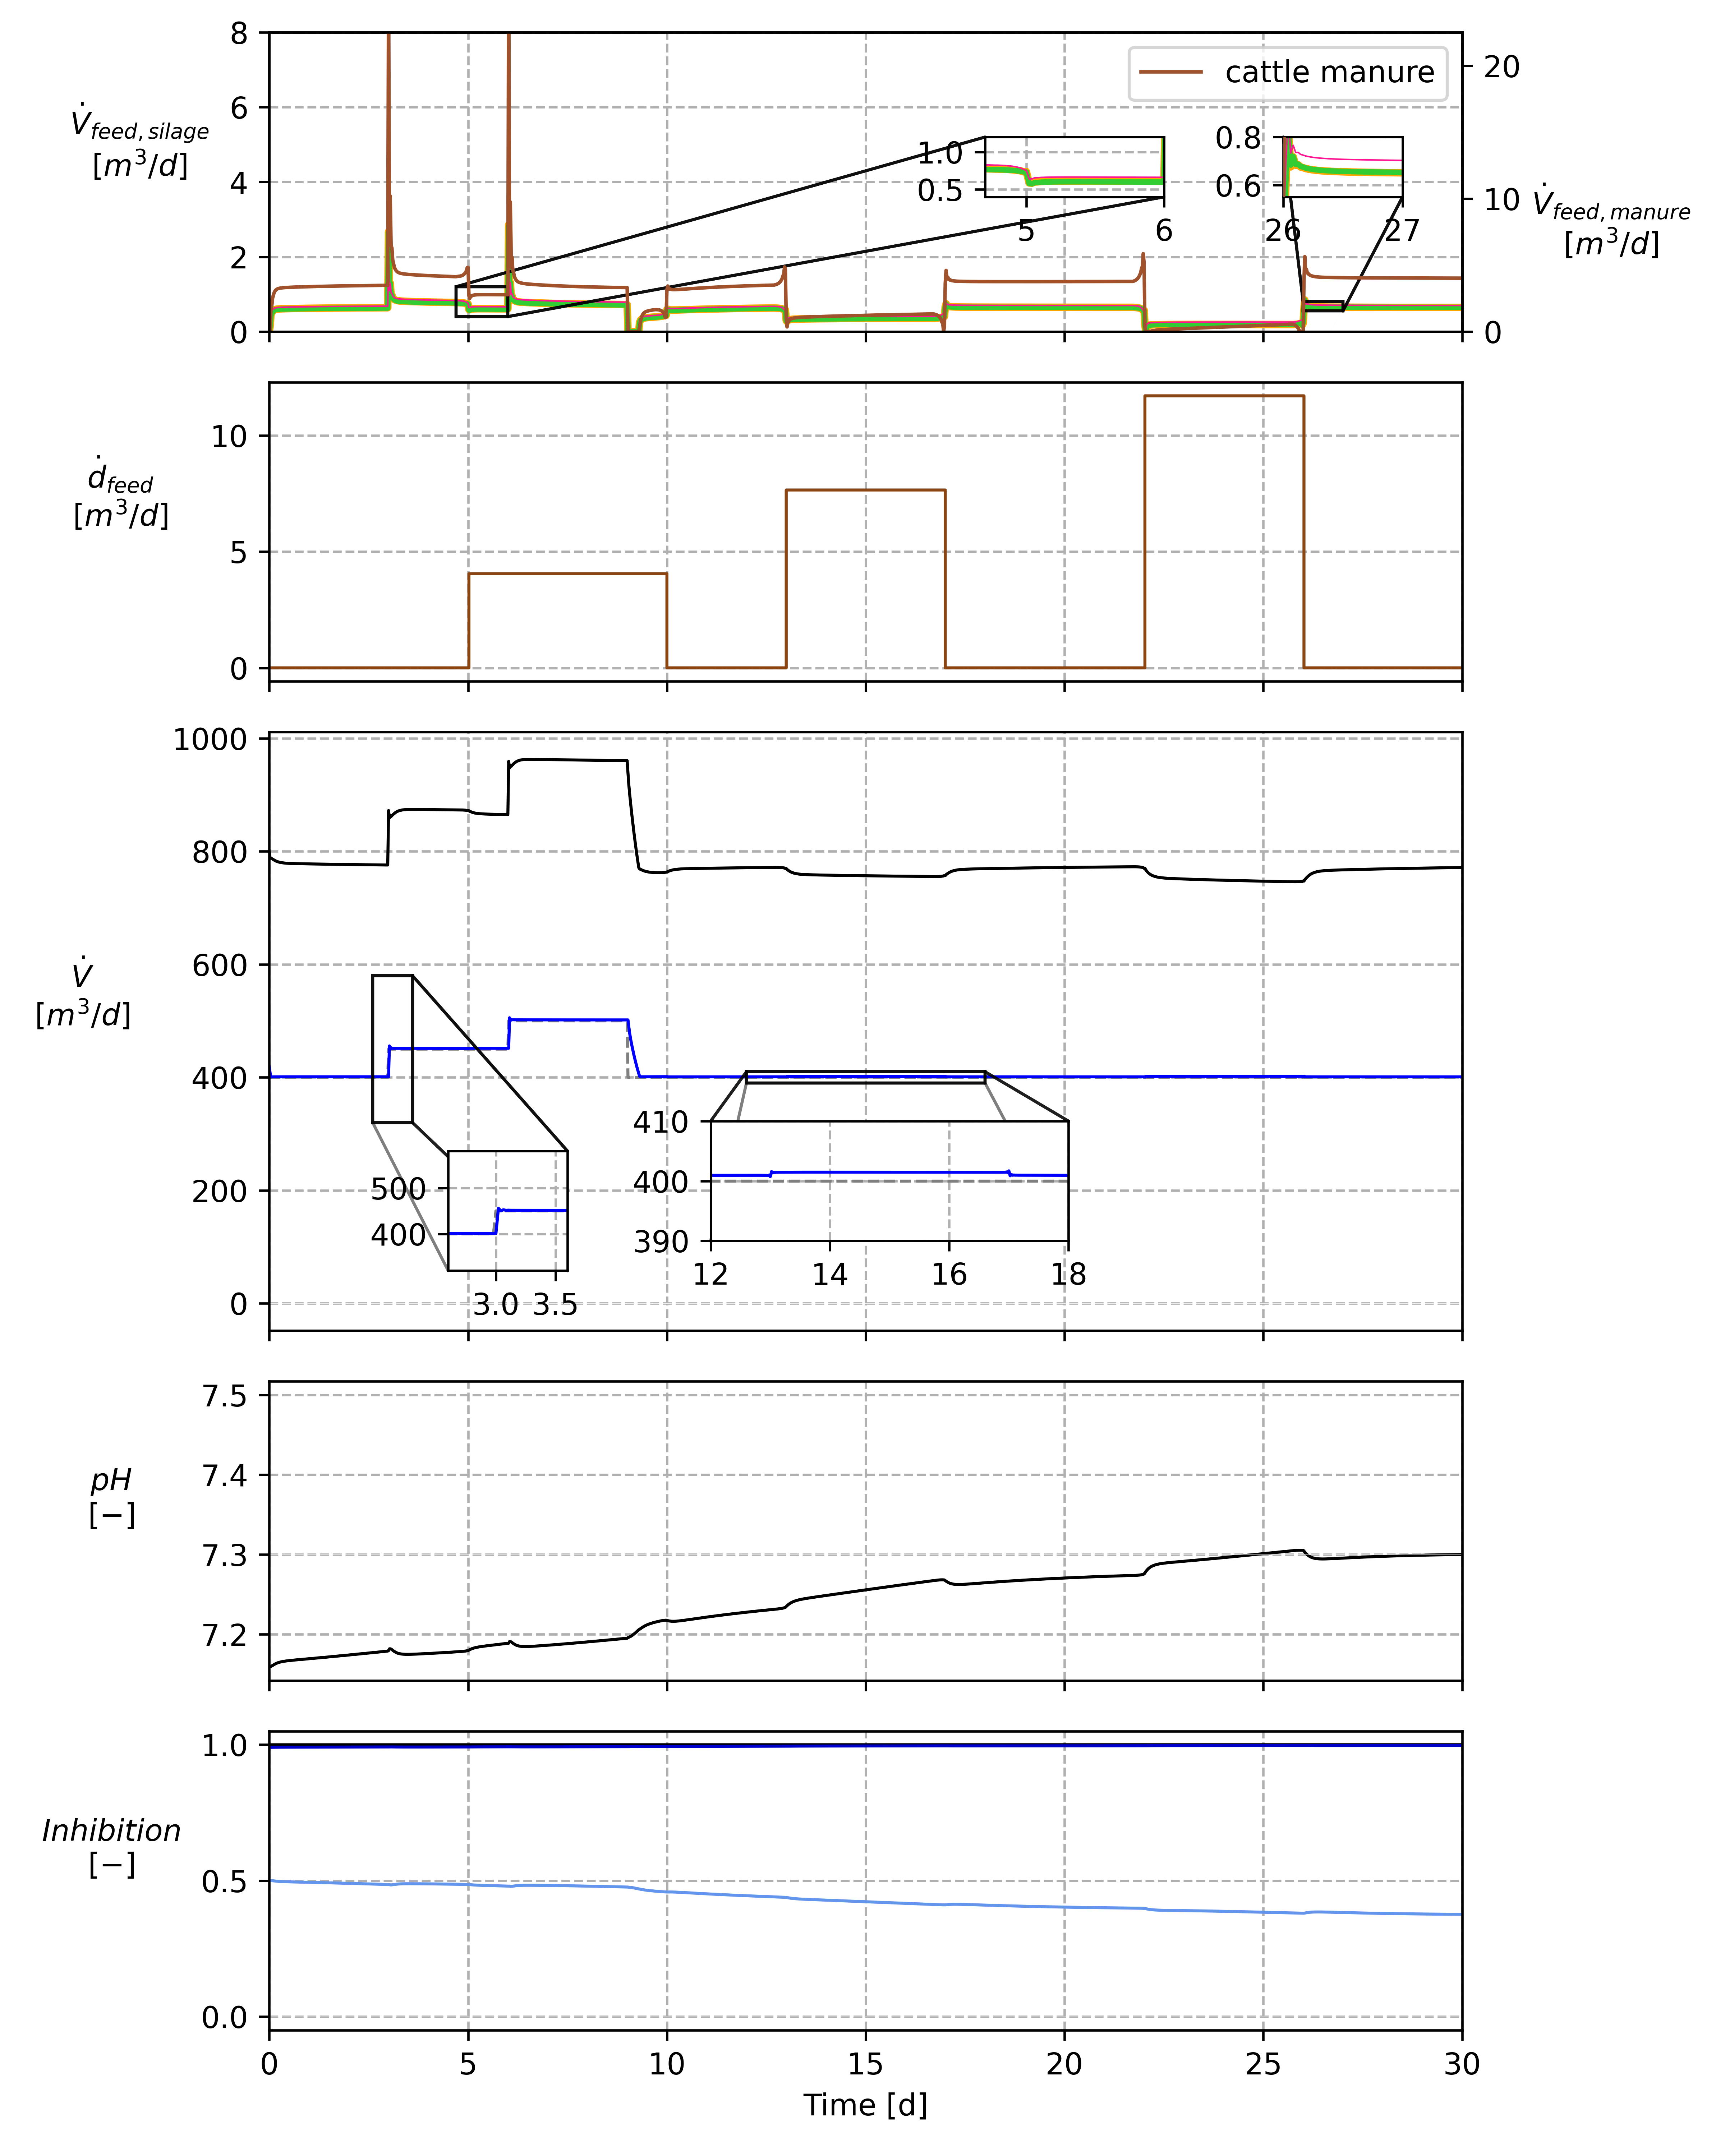 8
6
4
2
0
V̇feed, silage
[m³/d]
cattle manure
1.0
0.5
5
6
0.8
0.6
26
27
20
10
0
V̇feed, manure
[m³/d]
10
5
0
ḋfeed
[m³/d]
1000
800
600
400
200
0
V̇
[m³/d]
500
400
3.0 3.5
410
400
390
12 14 16 18
7.5
7.4
7.3
7.2
pH
[−]
1.0
0.5
0.0
Inhibition
[−]
0 5 10 15 20 25 30
Time [d]